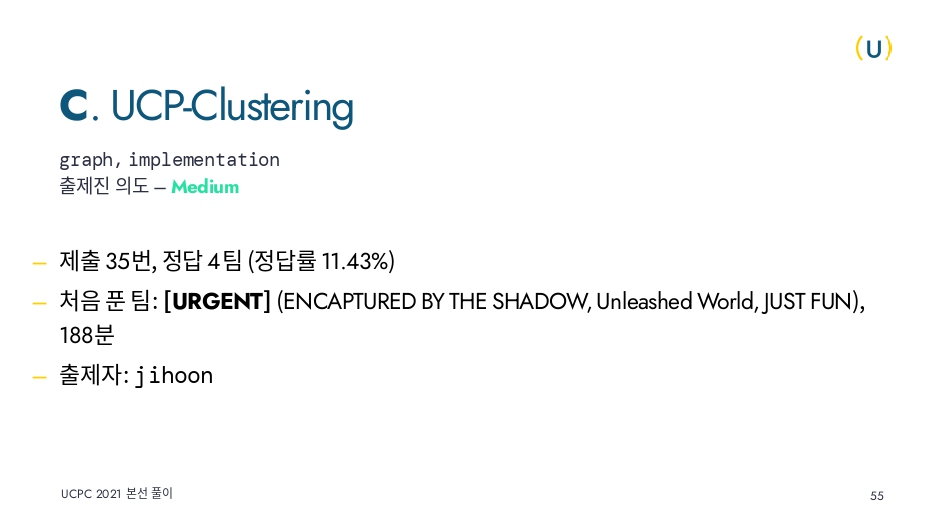 (U)
C. UCP-Clustering
graph, implementation
출제진 의도 – Medium
– 제출 35번, 정답 4팀 (정답률 11.43%)
– 처음 푼 팀: [URGENT] (ENCAPTURED BY THE SHADOW, Unleashed World, JUST FUN),
188분
– 출제자: jihoon
UCPC 2021 본선 풀이
55